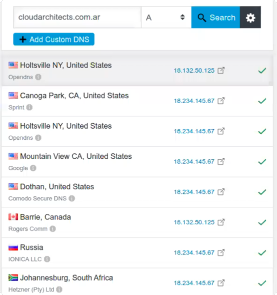 cloudarchitects.com.ar A Search
Add Custom DNS
Holtsville NY, United States
Opendns
18.132.50.125
Canoga Park, CA, United States
Sprint
18.234.145.67
Holtsville NY, United States
Opendns
18.234.145.67
Mountain View CA, United States
Google
18.234.145.67
Dothan, United States
Comodo Secure DNS
18.234.145.67
Barrie, Canada
Rogers Comm
18.132.50.125
Russia
IONICA LLC
18.234.145.67
Johannesburg, South Africa
Hetzner (Pty) Ltd
18.234.145.67